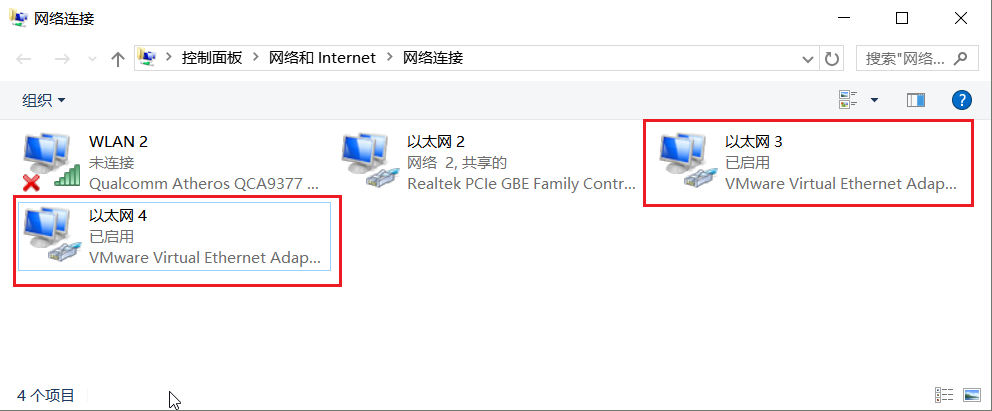 网络连接
控制面板 > 网络和 Internet > 网络连接
搜索"网络...
组织
WLAN 2
未连接
Qualcomm Atheros QCA9377 ...
以太网 2
网络 2, 共享的
Realtek PCIe GBE Family Contr...
以太网 3
已启用
VMware Virtual Ethernet Adap...
以太网 4
已启用
VMware Virtual Ethernet Adap...
4 个项目